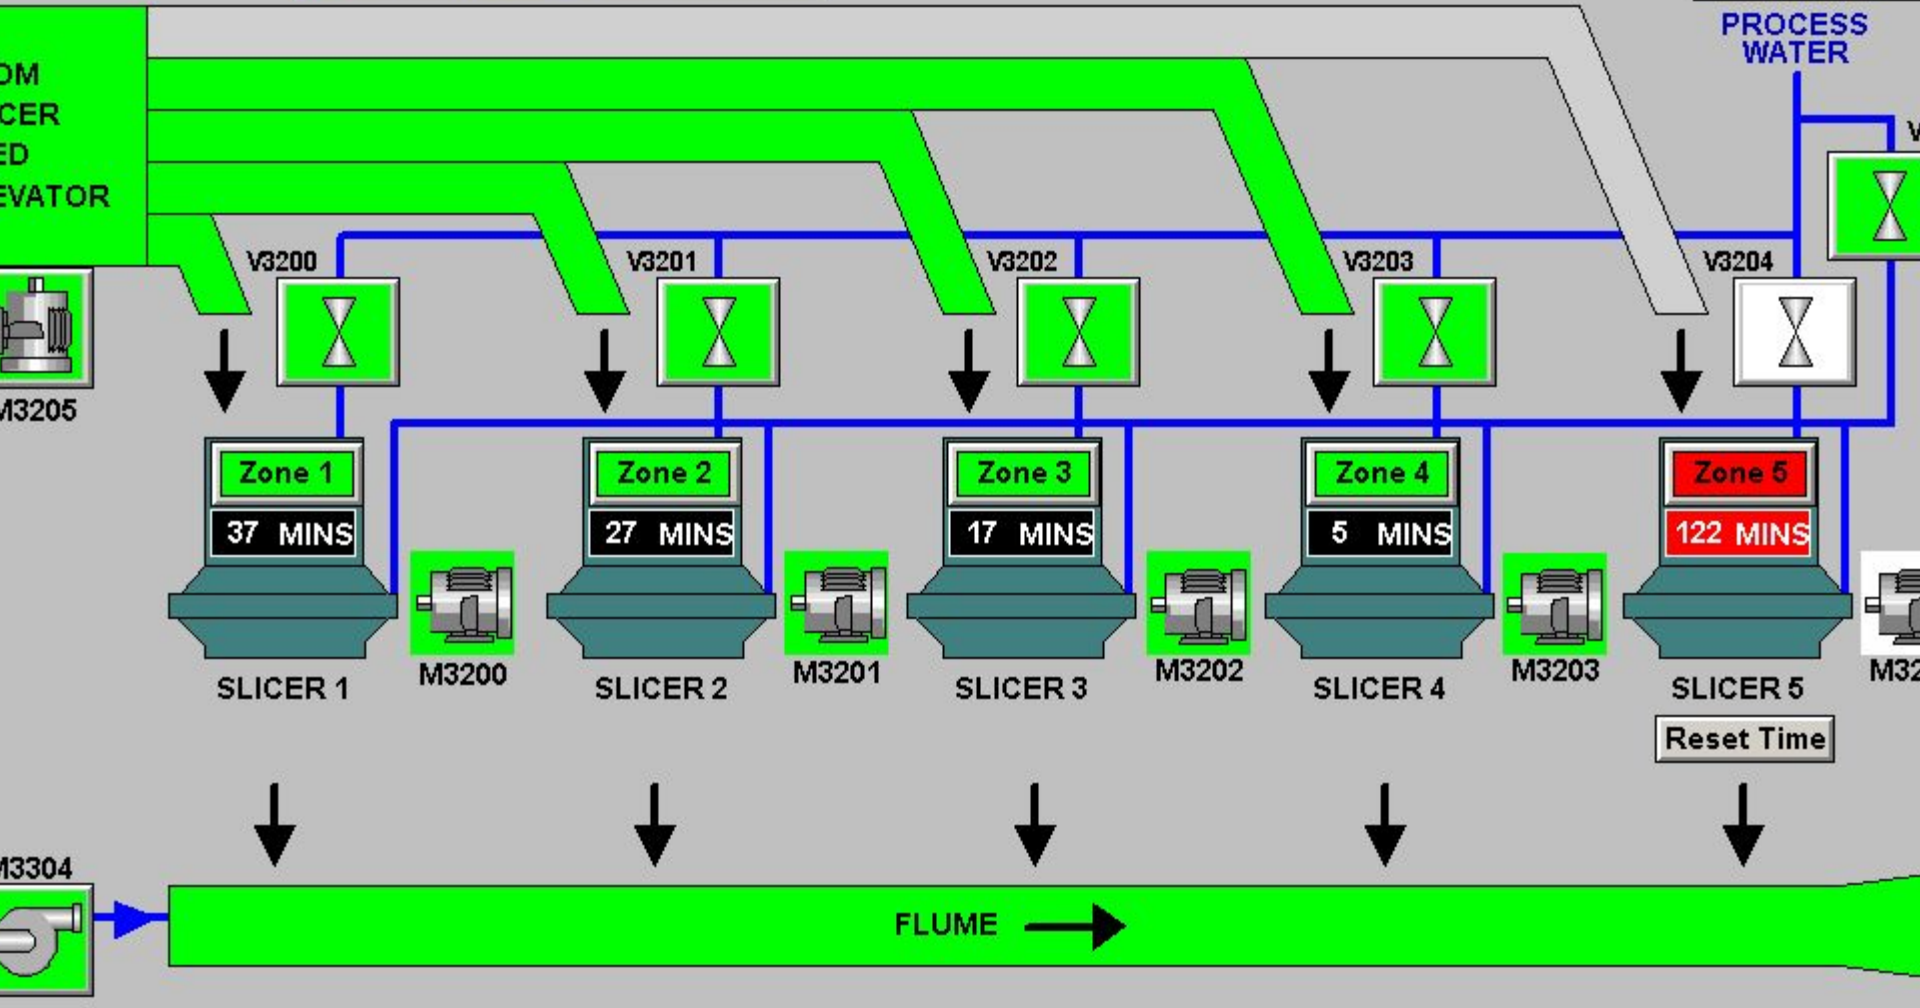 PROCESS
WATER
OM
CER
ED
EVATOR
V
V3200
V3201
V3202
V3203
V3204
M3205
Zone 1
Zone 2
Zone 3
Zone 4
Zone 5
37 MINS
27 MINS
17 MINS
5 MINS
122 MINS
M3200
M3201
M3202
M3203
M32
SLICER 1
SLICER 2
SLICER 3
SLICER 4
SLICER 5
Reset Time
M3304
FLUME